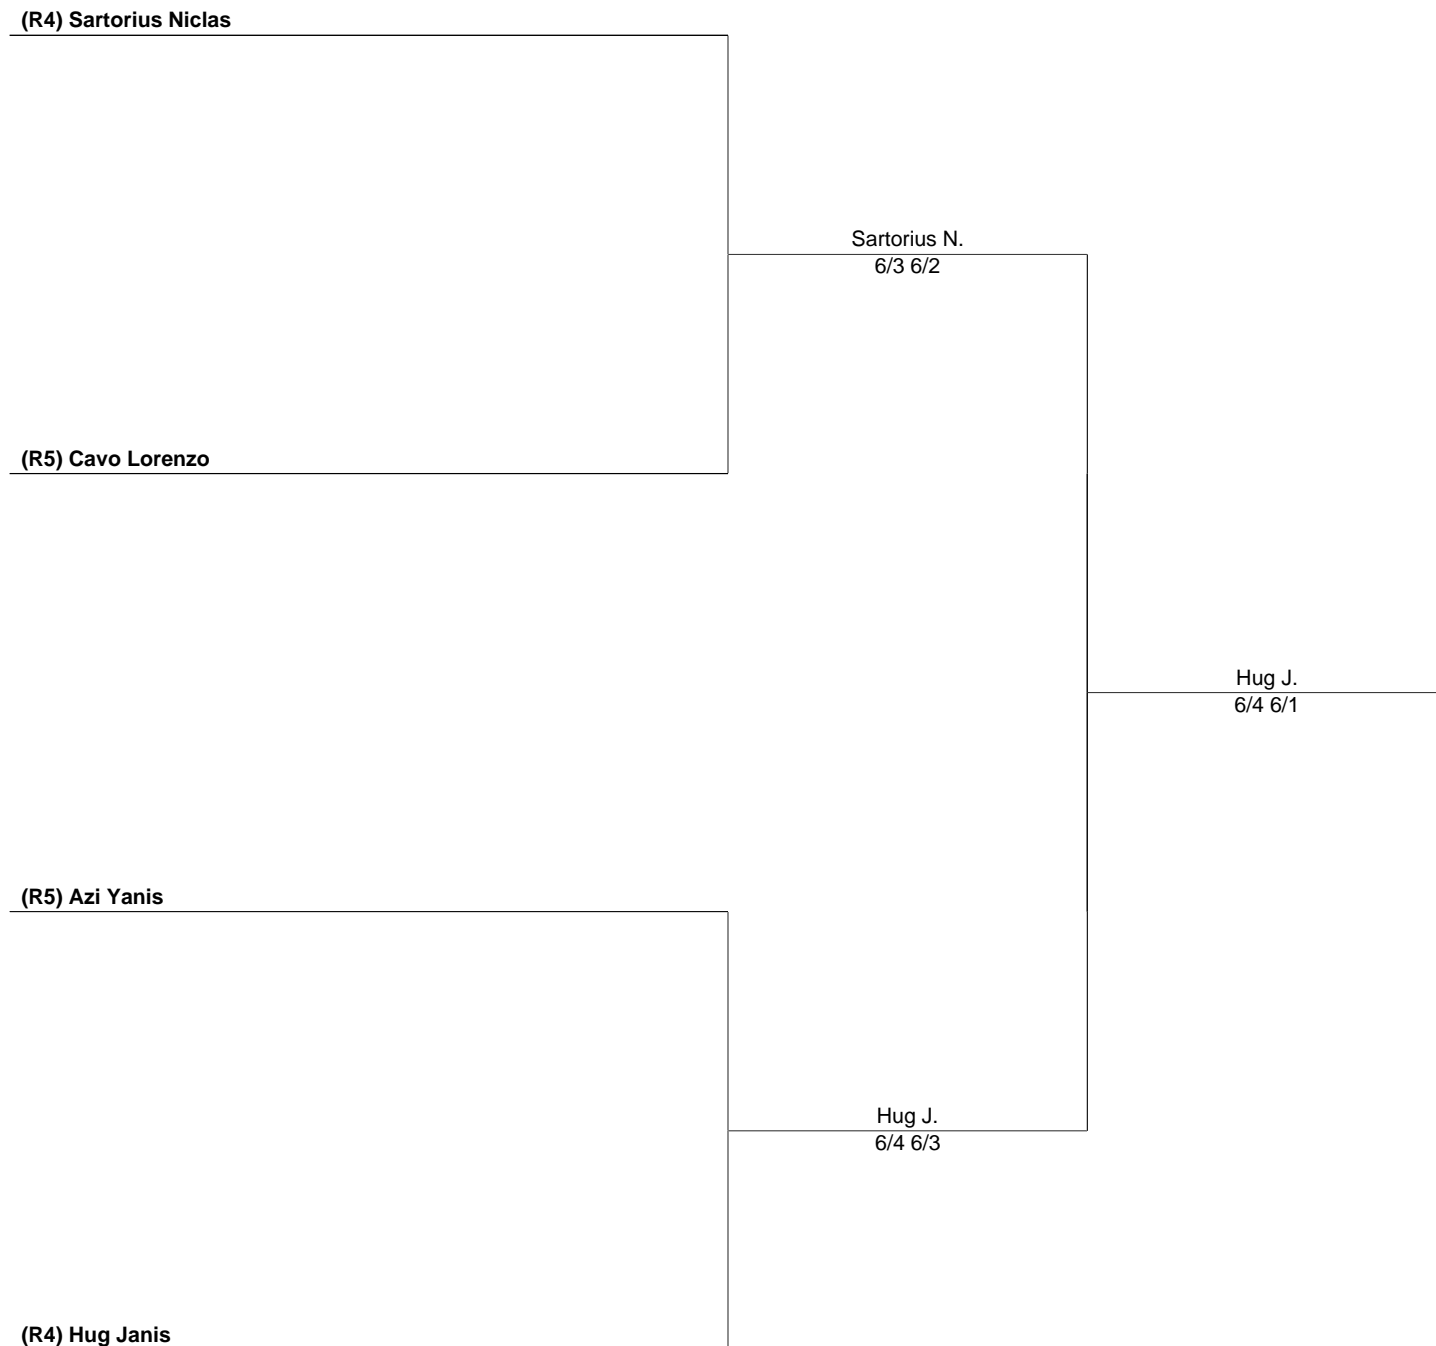 (R4) Sartorius Niclas
Sartorius N.
6/3 6/2
(R5) Cavo Lorenzo
Hug J.
6/4 6/1
(R5) Azi Yanis
Hug J.
6/4 6/3
(R4) Hug Janis